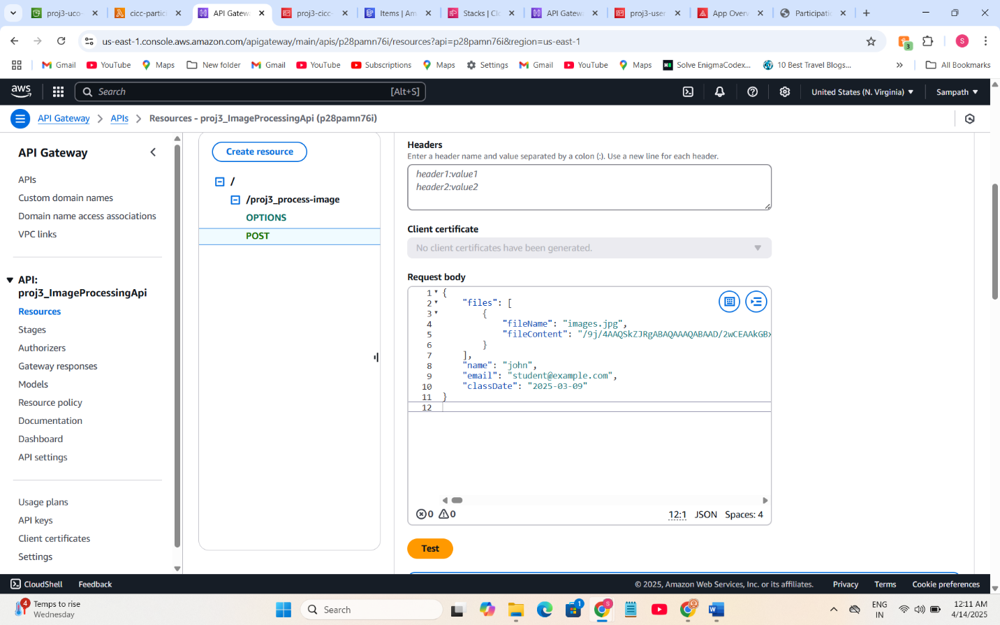 proj3-uco-
cicc-partici
API Gatew
proj3-cicc-
Items | Am
Stacks | Clo
API Gatew
proj3-user
App Over
Participatic
us-east-1.console.aws.amazon.com/apigateway/main/apis/p28pamn76i/resources?api=p28pamn76i&region=us-east-1
3
S
Gmail
YouTube
Maps
New folder
Gmail
YouTube
Subscriptions
Maps
Settings
Gmail
YouTube
Maps
Solve EnigmaCodex...
10 Best Travel Blogs...
All Bookmarks
aws
Search
[Alt+S]
United States (N. Virginia)
Sampath
API Gateway
APIs
Resources - proj3_ImageProcessingApi (p28pamn76i)
API Gateway
APIs
Custom domain names
Domain name access associations
VPC links
API:
proj3_ImageProcessingApi
Resources
Stages
Authorizers
Gateway responses
Models
Resource policy
Documentation
Dashboard
API settings
Usage plans
API keys
Client certificates
Settings
Create resource
/
/proj3_process-image
OPTIONS
POST
Headers
Enter a header name and value separated by a colon (:). Use a new line for each header.
header1:value1
header2:value2
Client certificate
No client certificates have been generated.
Request body
1 {
2 "files": [
3 {
4 "fileName": "images.jpg",
5 "fileContent": "/9j/4AAQSkZJRgABAQAAAQABAAD/2wCEAAkGBx
6 }
7 ],
8 "name": "john",
9 "email": "student@example.com",
10 "classDate": "2025-03-09"
11 }
12
0 0
12:1 JSON Spaces: 4
Test
CloudShell
Feedback
© 2025, Amazon Web Services, Inc. or its affiliates.
Privacy
Terms
Cookie preferences
4
Temps to rise
Wednesday
Search
1
S
ENG
IN
12:11 AM
4/14/2025